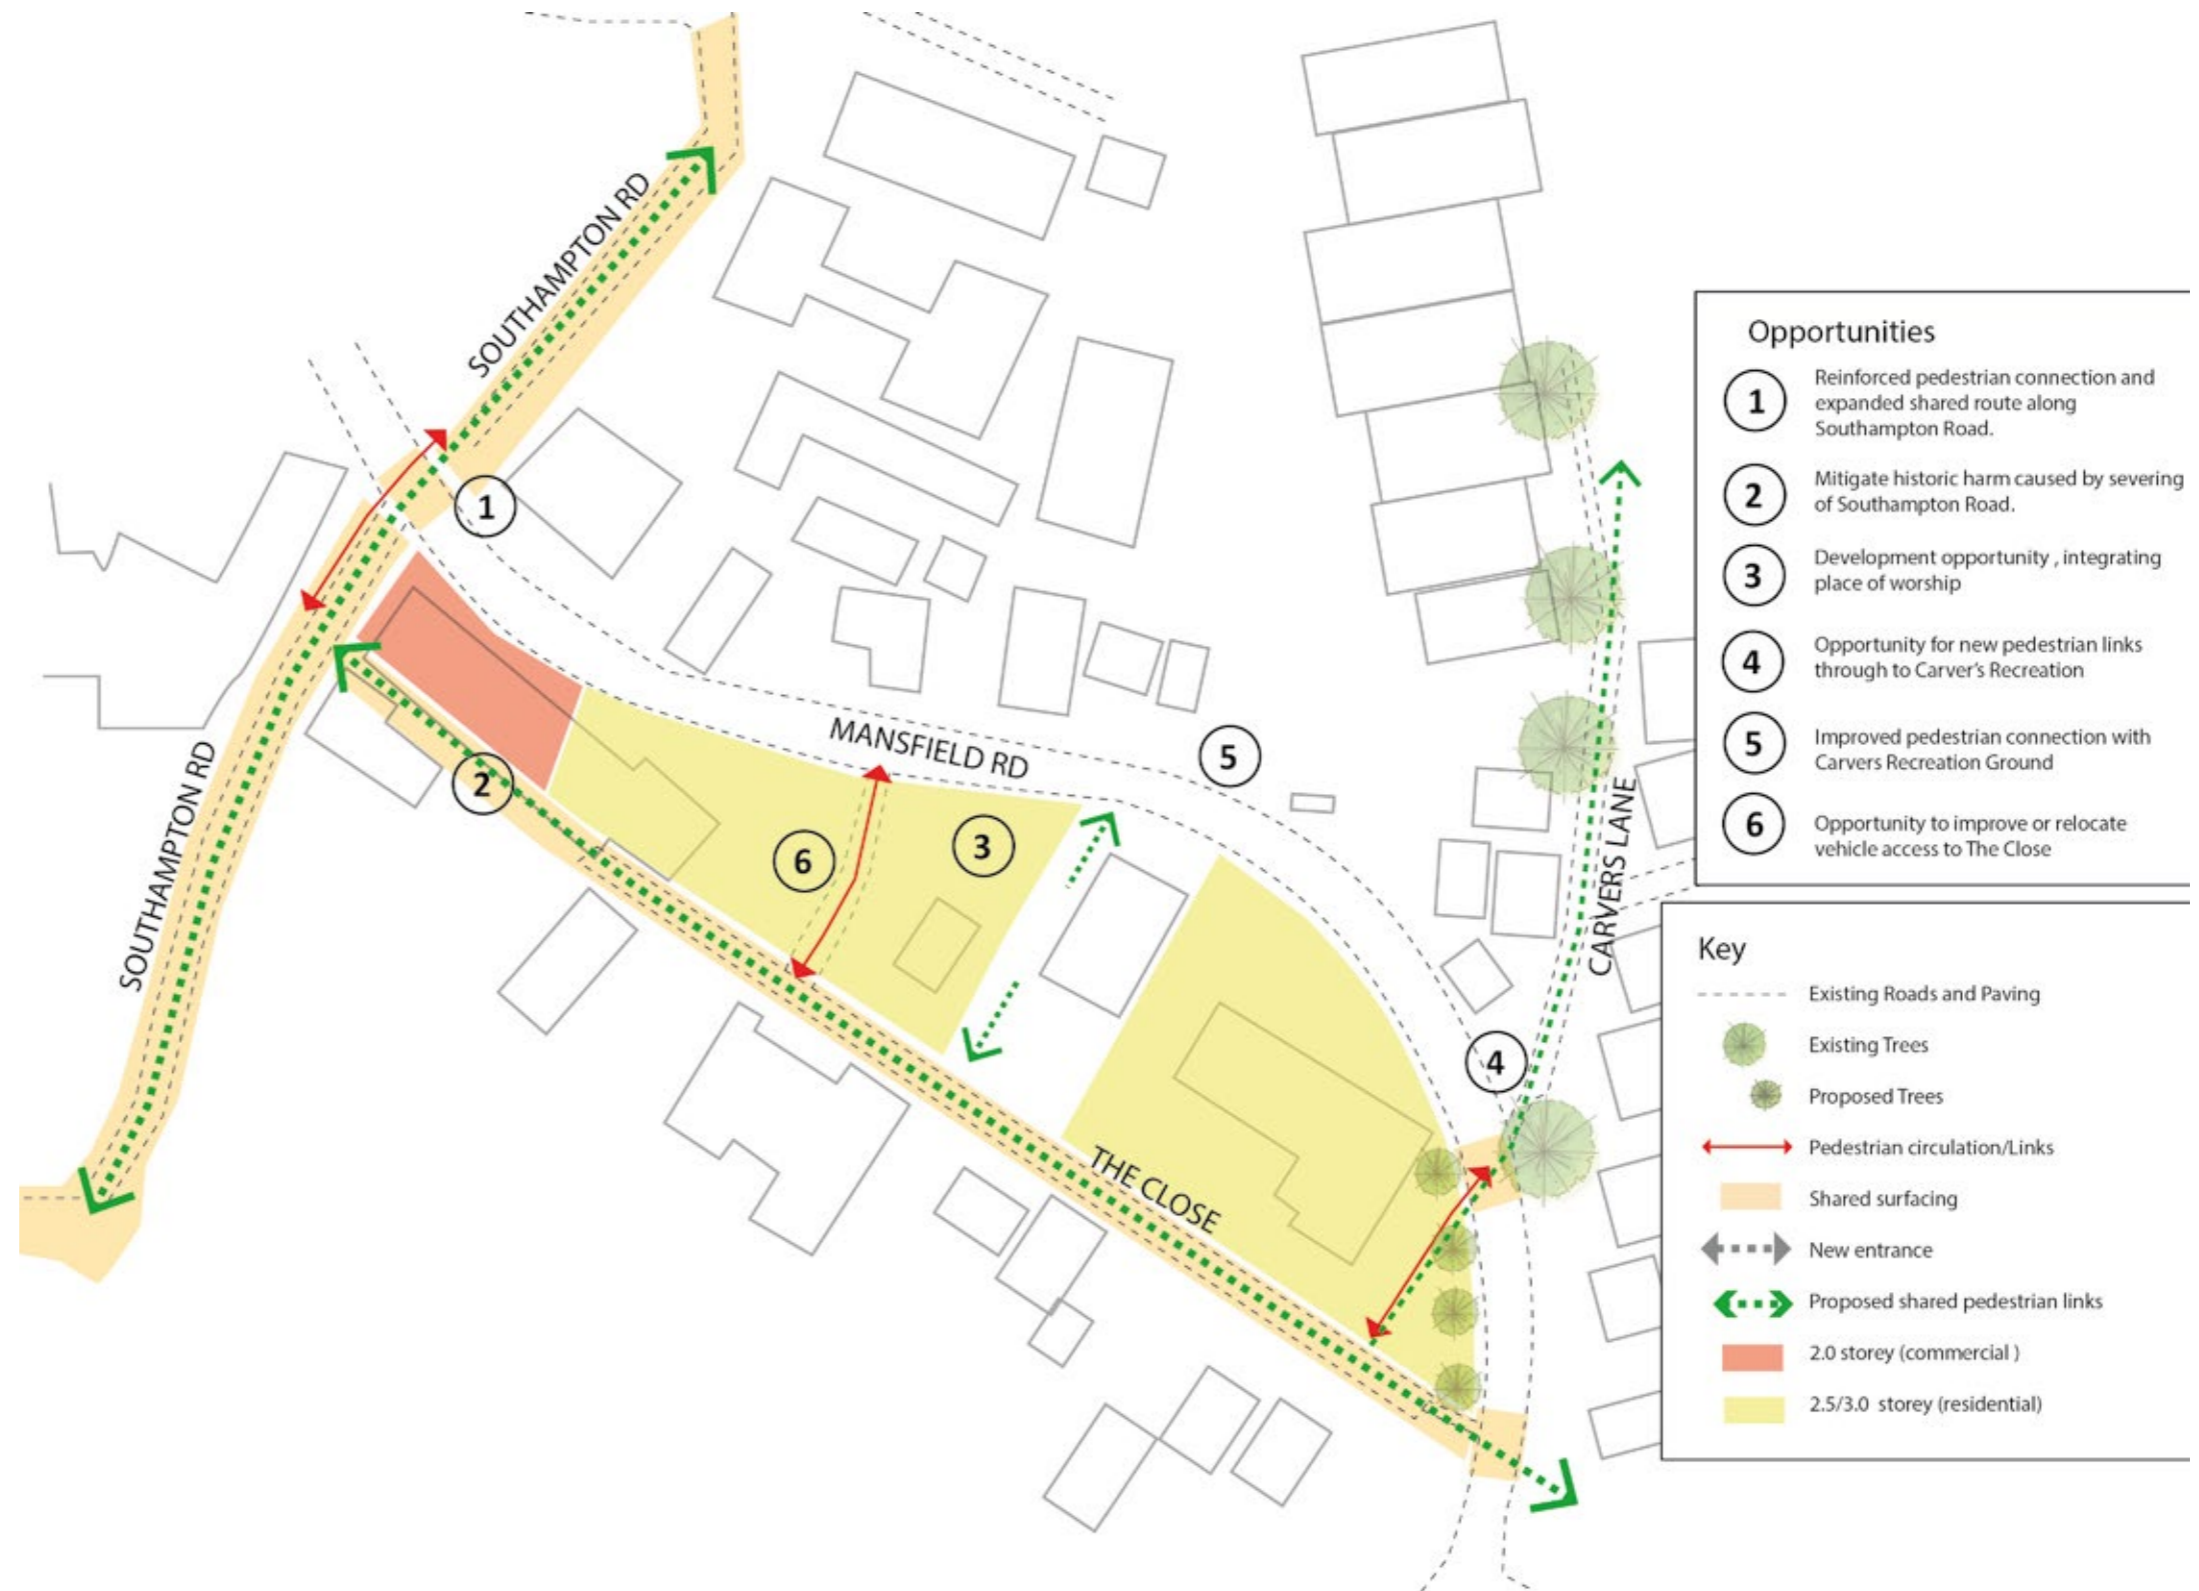 SOUTHAMPTON RD
1
MANSFIELD RD
5
2
6
3
SOUTHAMPTON RD
CARVERS LANE
4
THE CLOSE
Opportunities
1
Reinforced pedestrian connection and
expanded shared route along
Southampton Road.
2
Mitigate historic harm caused by severing
of Southampton Road.
3
Development opportunity , integrating
place of worship
4
Opportunity for new pedestrian links
through to Carver's Recreation
5
Improved pedestrian connection with
Carvers Recreation Ground
6
Opportunity to improve or relocate
vehicle access to The Close
Key
Existing Roads and Paving
Existing Trees
Proposed Trees
Pedestrian circulation/Links
Shared surfacing
New entrance
Proposed shared pedestrian links
2.0 storey (commercial )
2.5/3.0 storey (residential)